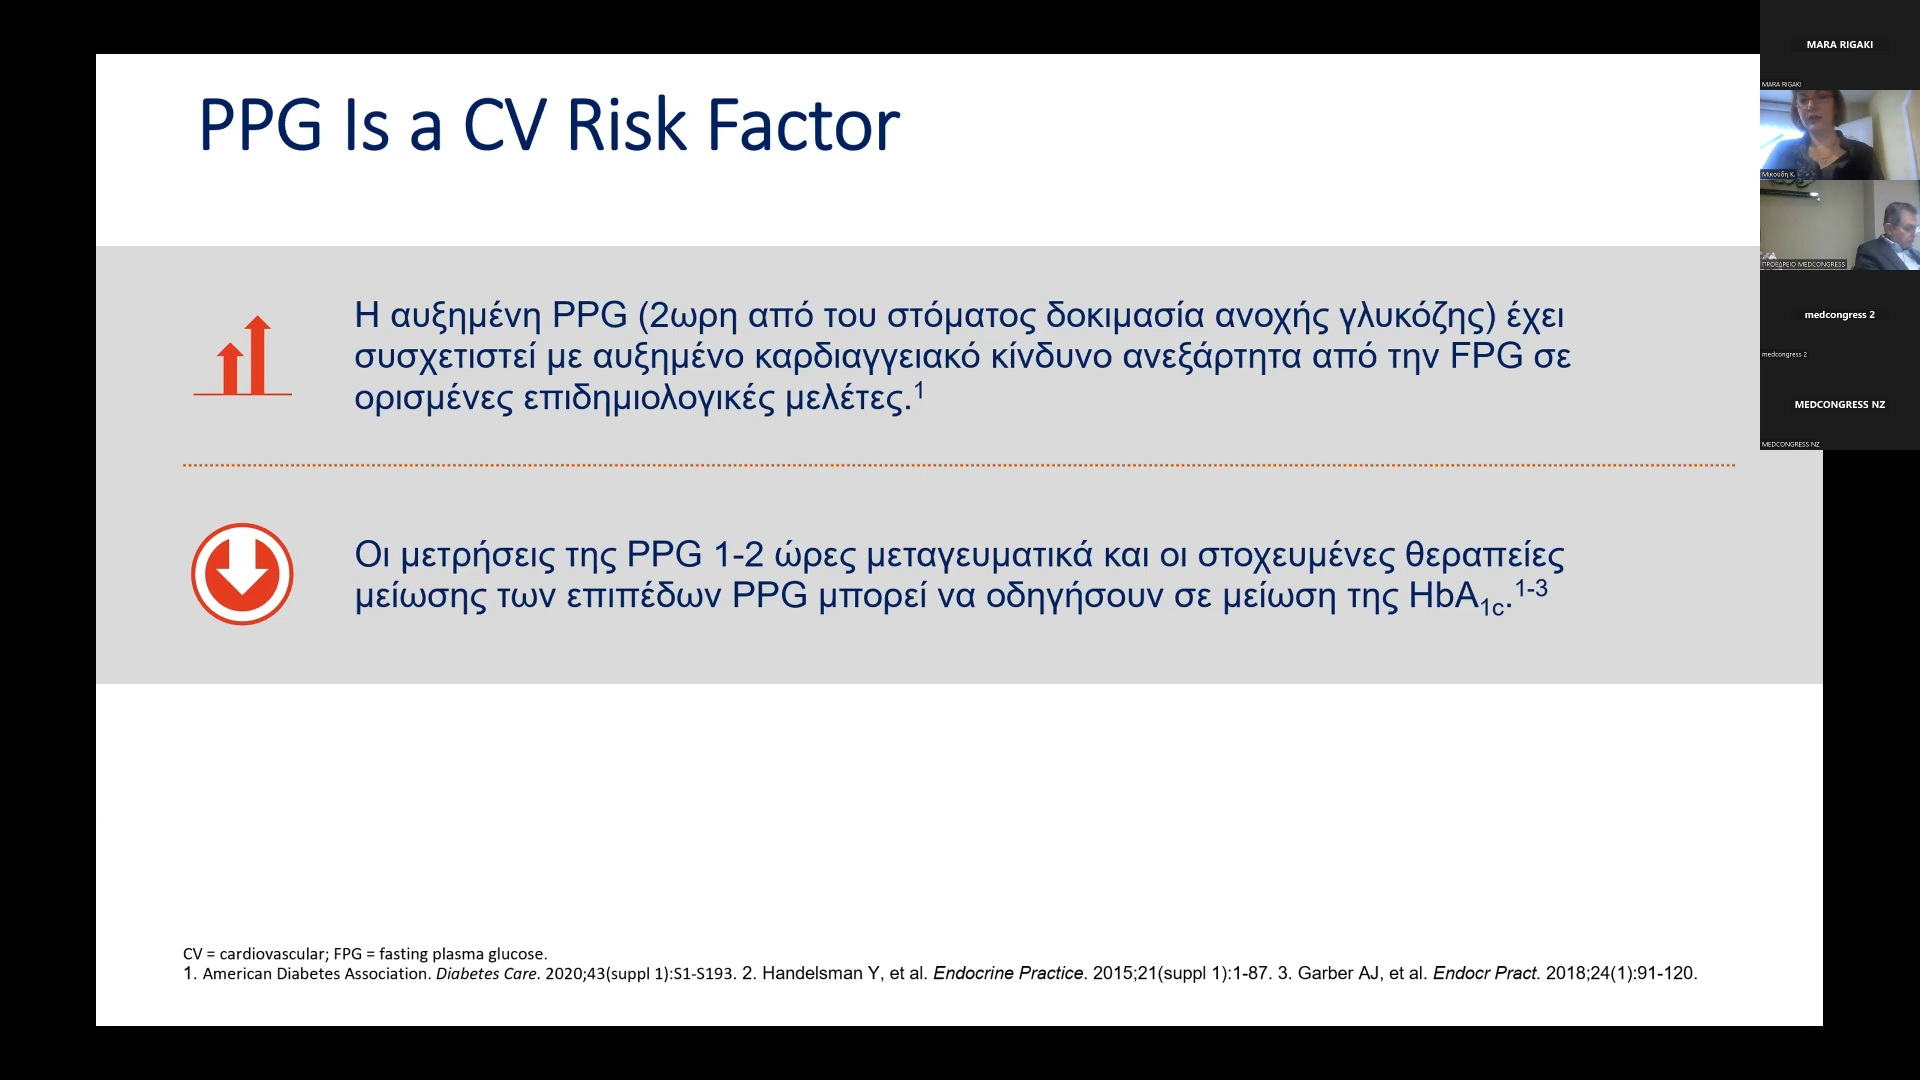 PPG Is a CV Risk Factor
Η αυξημένη PPG (2ωρη από του στόματος δοκιμασία ανοχής γλυκόζης) έχει
συσχετιστεί με αυξημένο καρδιαγγειακό κίνδυνο ανεξάρτητα από την FPG σε
ορισμένες επιδημιολογικές μελέτες.1
Οι μετρήσεις της PPG 1-2 ώρες μεταγευματικά και οι στοχευμένες θεραπείες
μείωσης των επιπέδων PPG μπορεί να οδηγήσουν σε μείωση της HbA1c.1-3
CV = cardiovascular; FPG = fasting plasma glucose.
1. American Diabetes Association. Diabetes Care. 2020;43(suppl 1):S1-S193. 2. Handelsman Y, et al. Endocrine Practice. 2015;21(suppl 1):1-87. 3. Garber AJ, et al. Endocr Pract. 2018;24(1):91-120.
MARA RIGAKI
MARA RIGAKI
Μικούδη Κ.
ΠΡΟΕΔΡΕΙΟ MEDCONGRESS
medcongress 2
medcongress 2
MEDCONGRESS NZ
MEDCONGRESS NZ